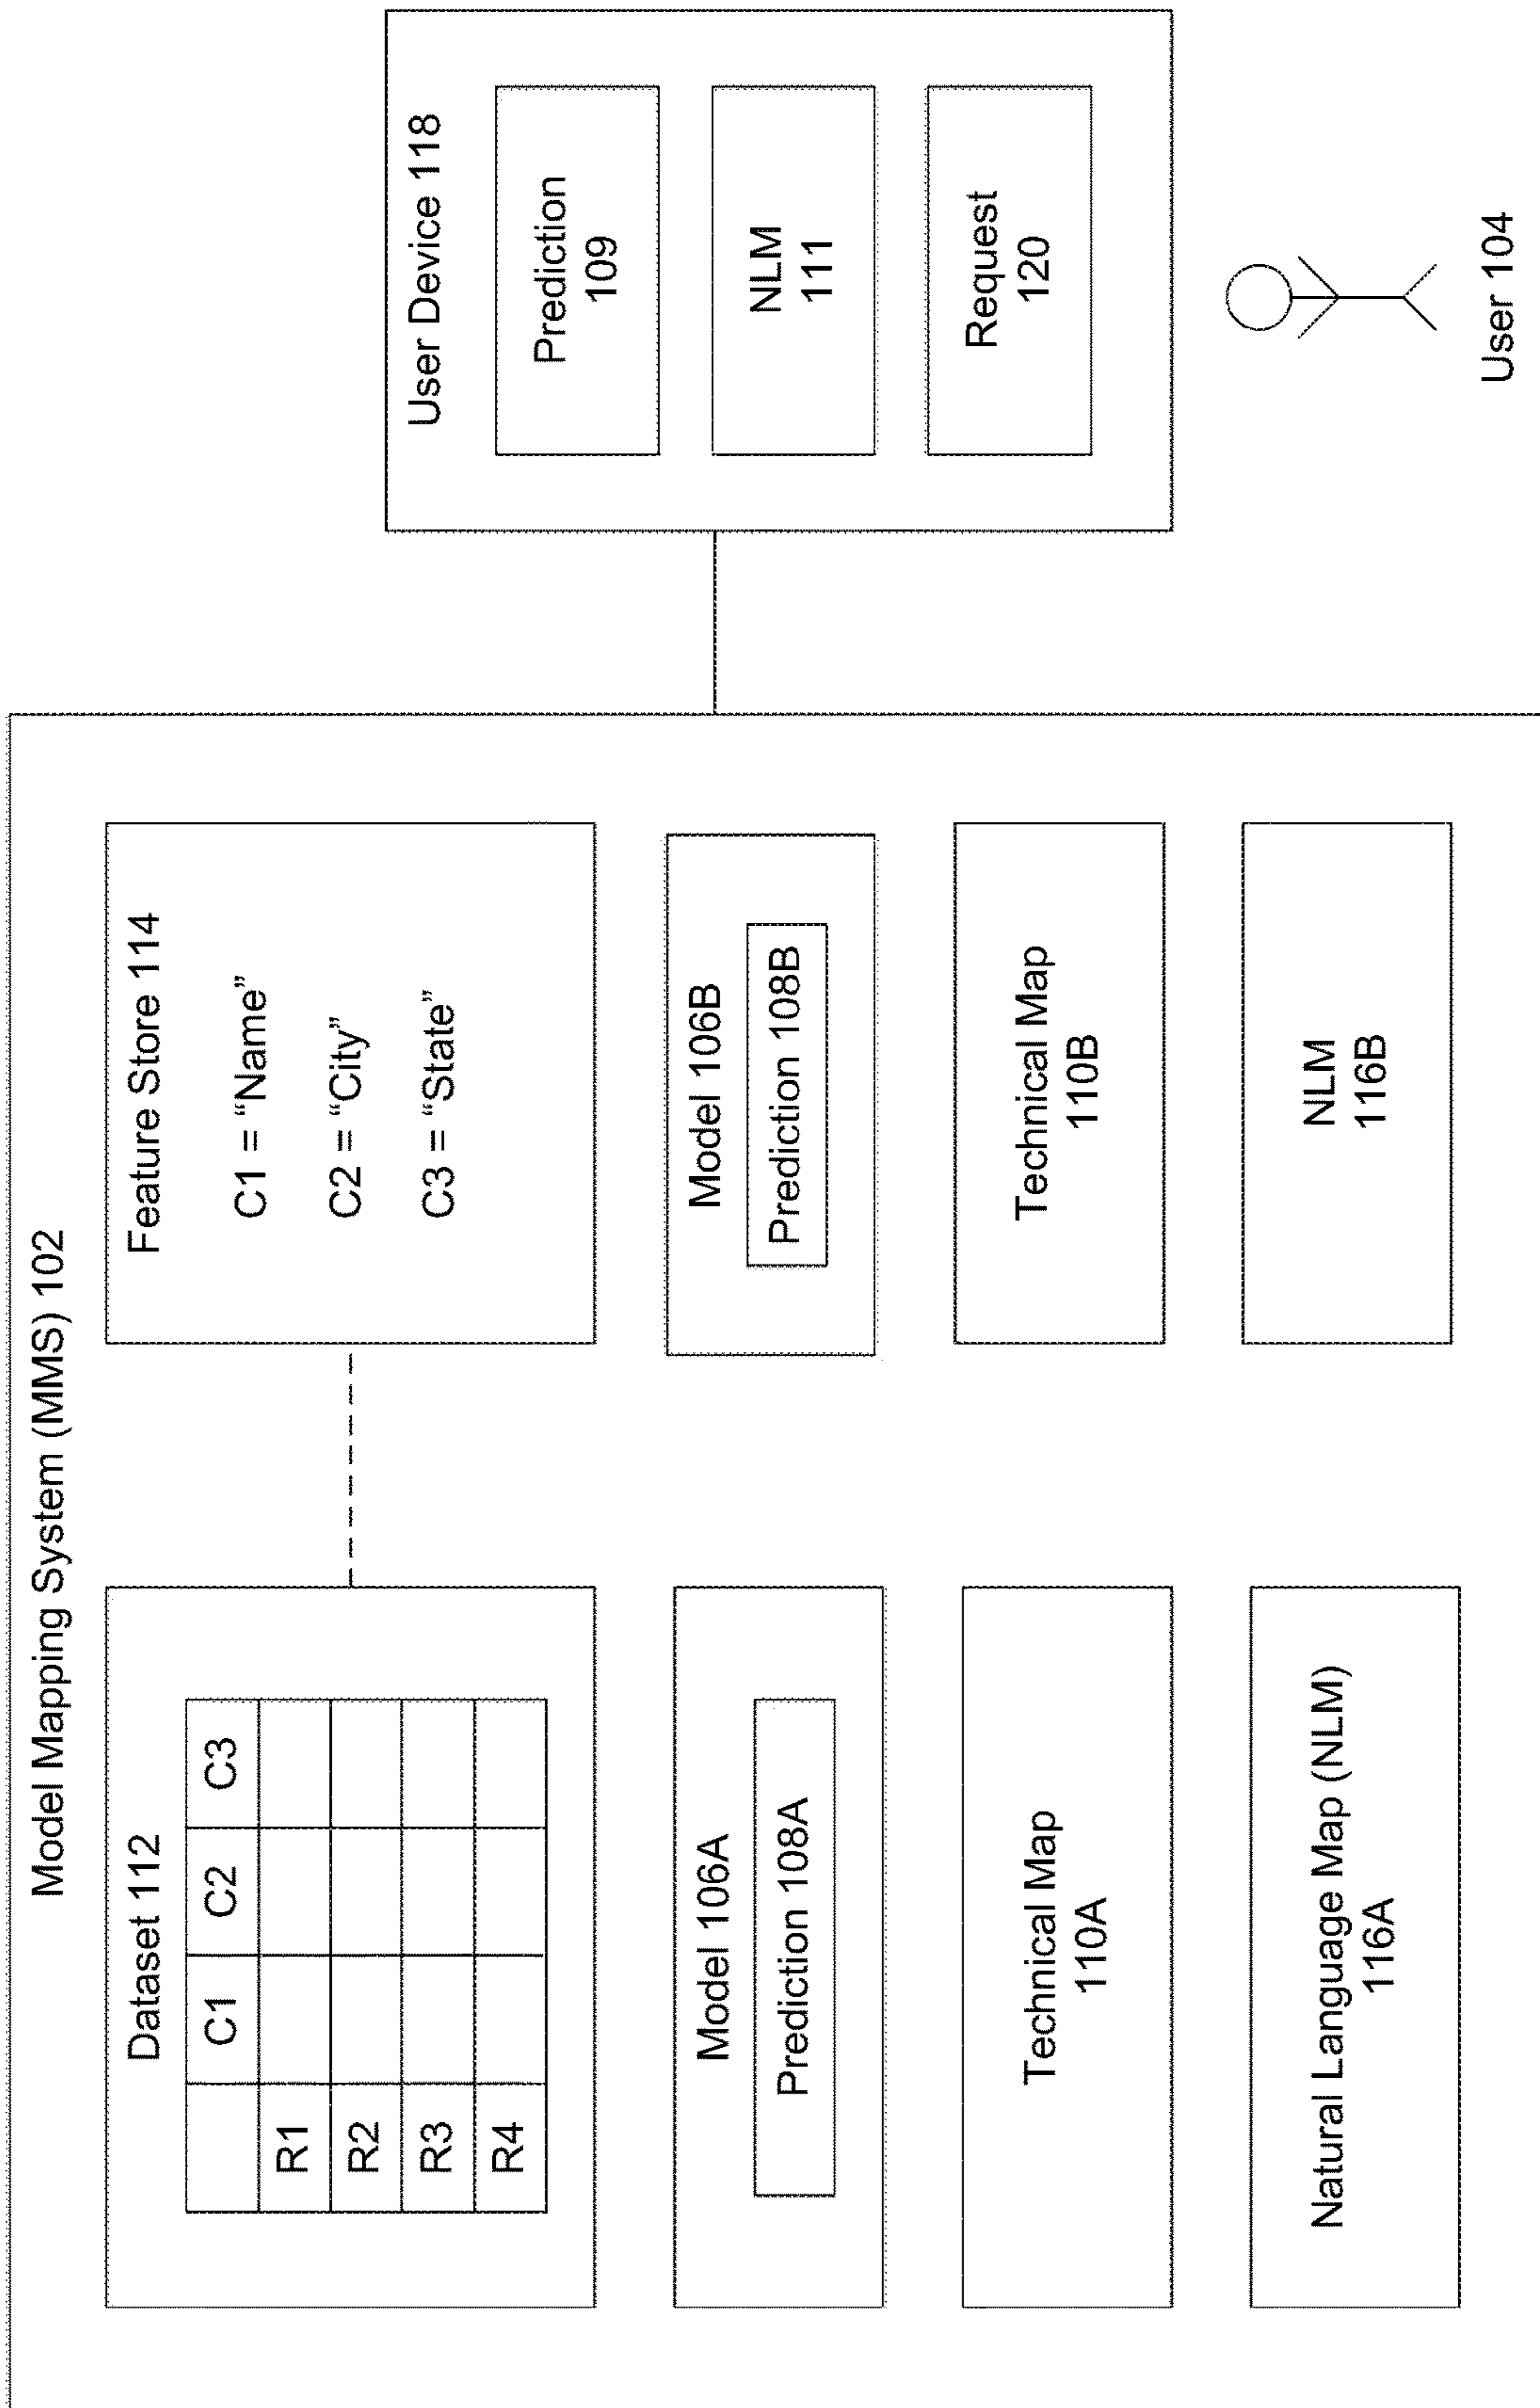 Model Mapping System (MMS) 102
Dataset 112
C1 C2 C3
R1
R2
R3
R4
Feature Store 114
C1 = “Name”
C2 = “City”
C3 = “State”
Model 106A
Prediction 108A
Model 106B
Prediction 108B
Technical Map
110A
Technical Map
110B
Natural Language Map (NLM)
116A
NLM
116B
User Device 118
Prediction
109
NLM
111
Request
120
User 104